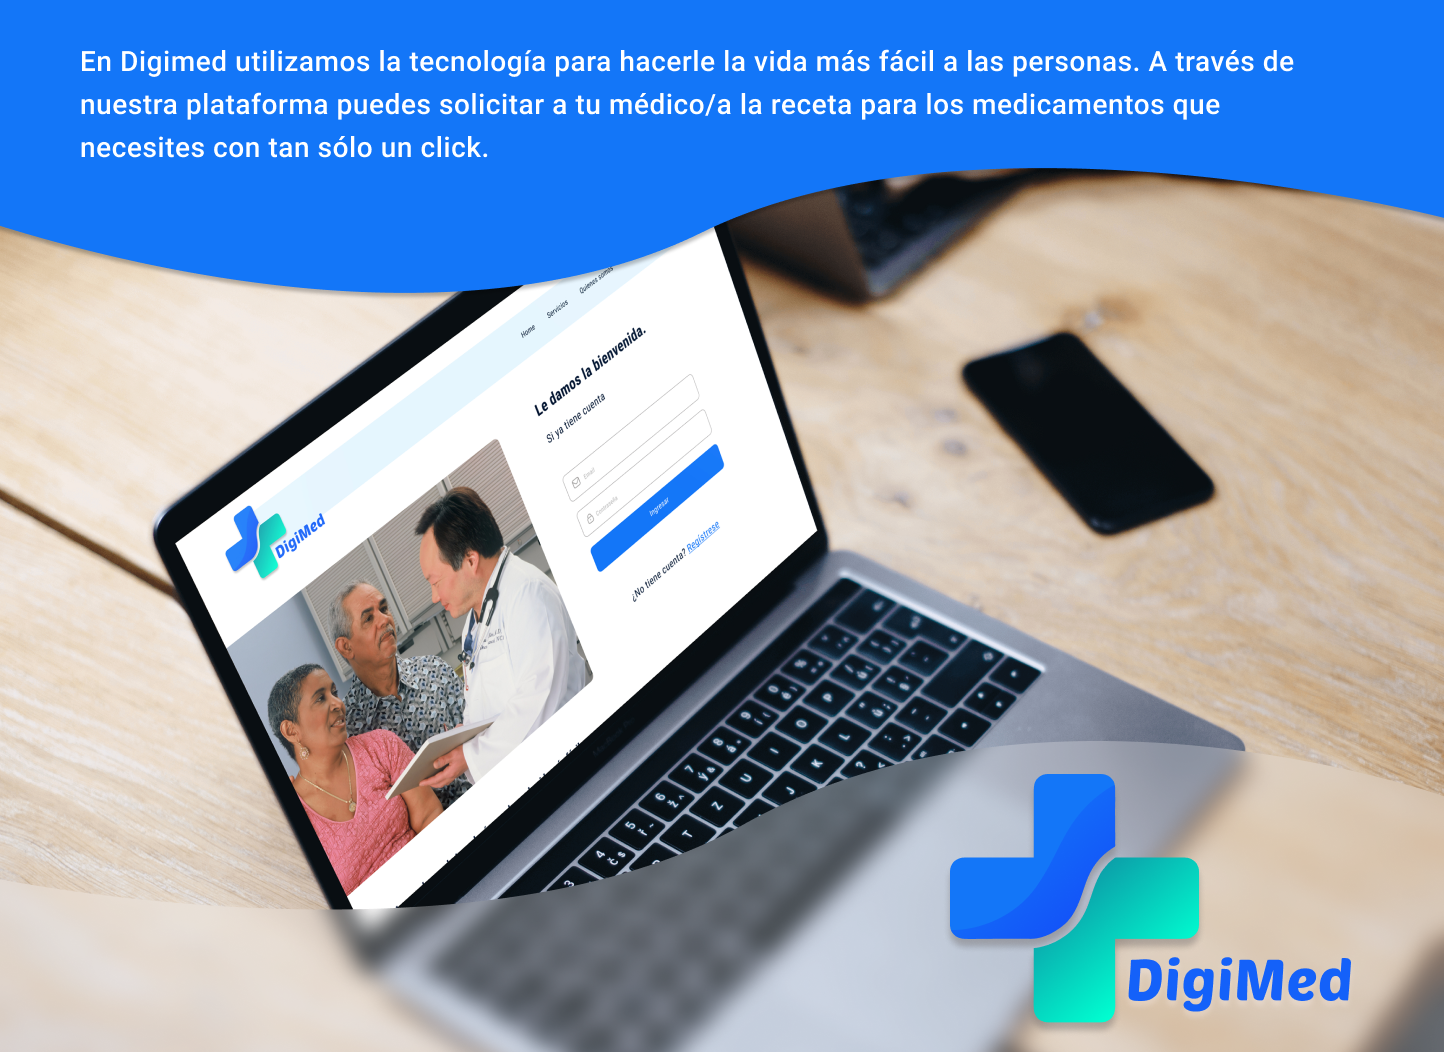 En Digimed utilizamos la tecnología para hacerle la vida más fácil a las personas. A través de
nuestra plataforma puedes solicitar a tu médico/a la receta para los medicamentos que
necesites con tan sólo un click.
Home
Servicios
Quienes somos
Le damos la bienvenida.
Si ya tiene cuenta
Email
Contraseña
Ingresar
¿No tiene cuenta? Regístrese
DigiMed
DigiMed